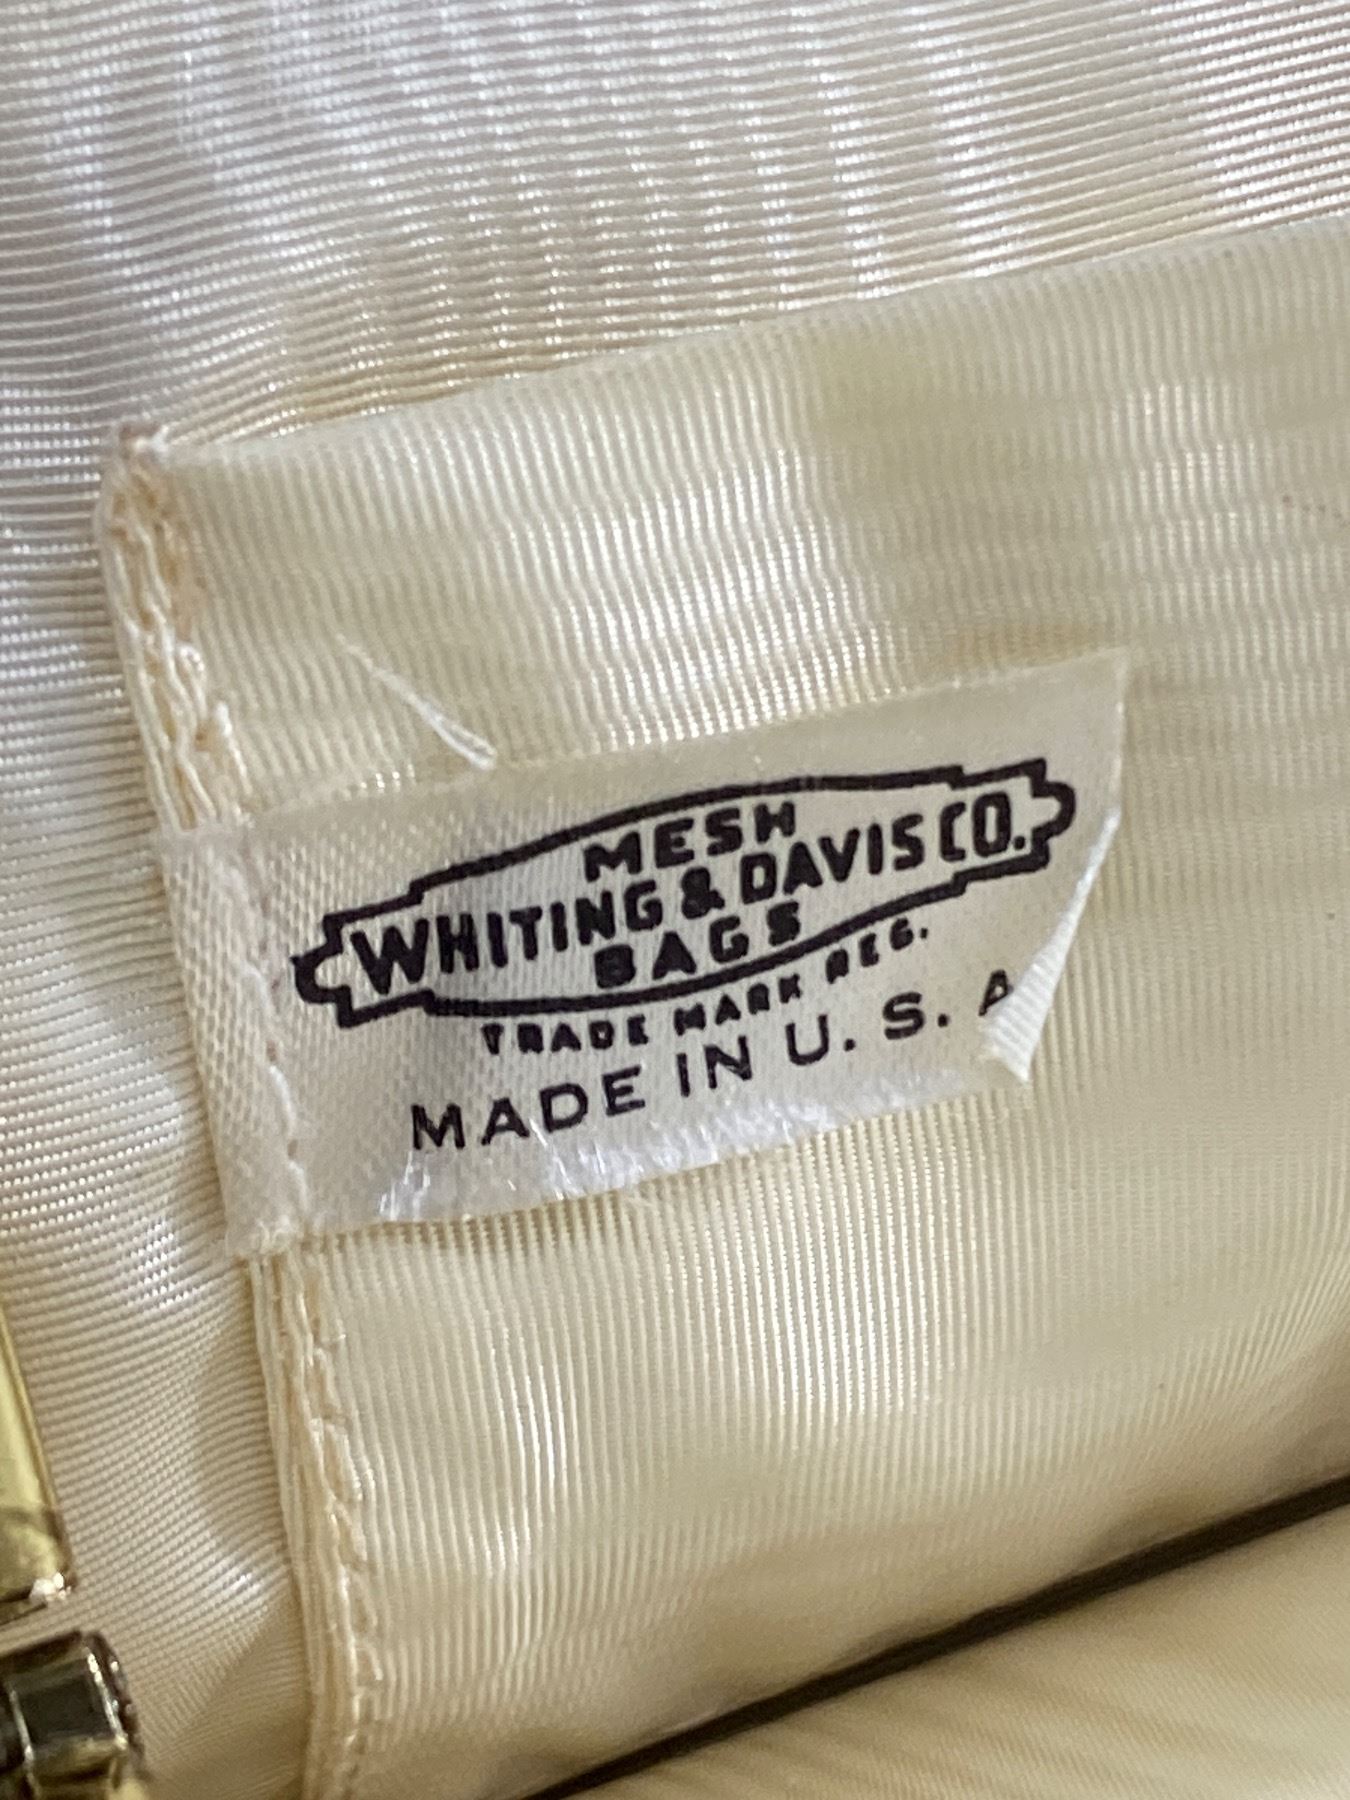 MESH
WHITING & DAVIS CO.
BAGS
TRADE MARK REG.
MADE IN U. S. A